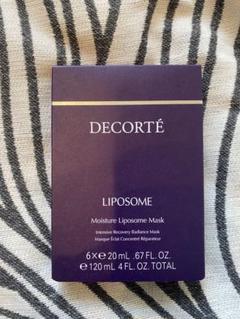 DECORTÉ
LIPOSOME
Moisture Liposome Mask
Intensive Recovery Radiance Mask
Masque Éclat Concentré Réparateur
6×℮20 mL .67 FL. OZ.
℮120 mL 4 FL. OZ. TOTAL